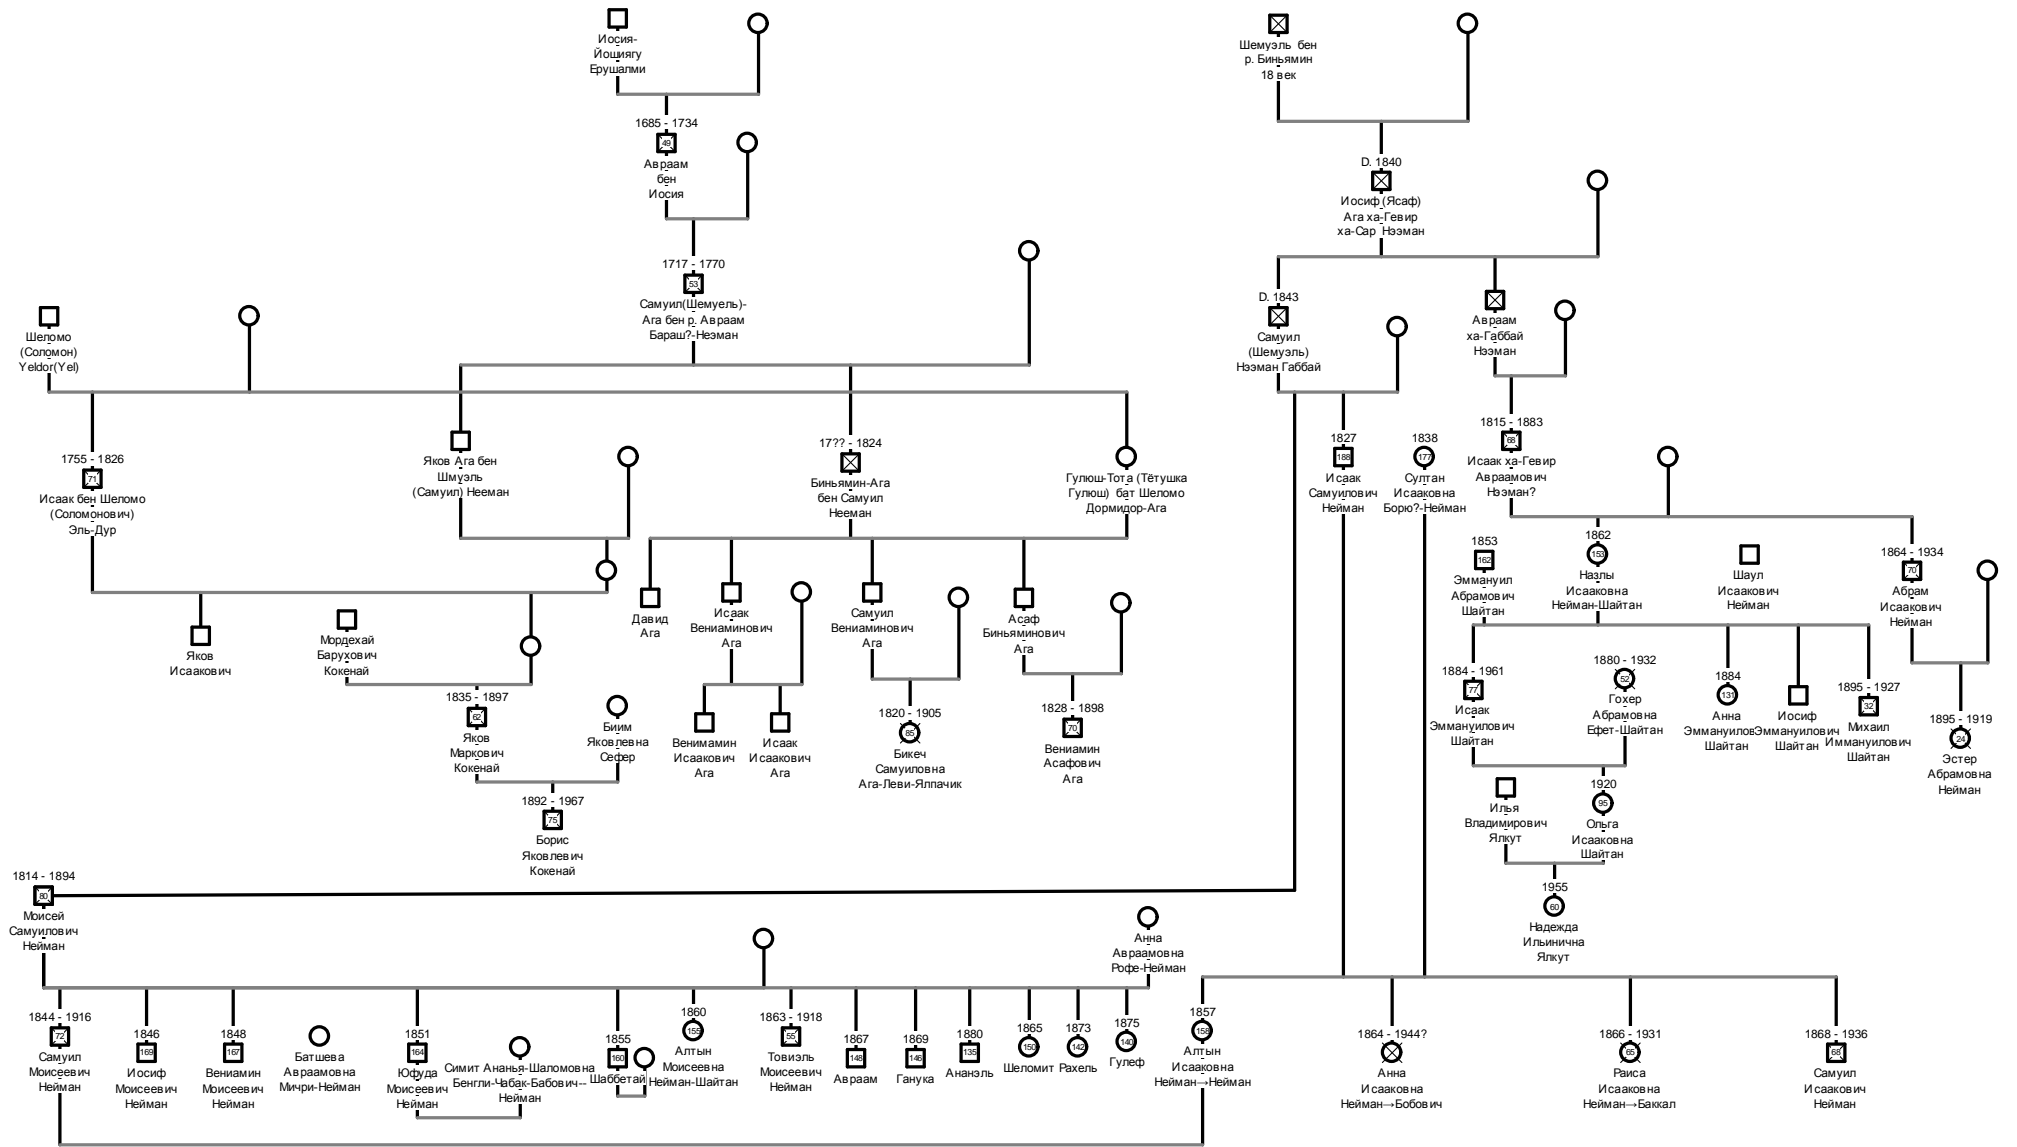 Иосия-
Йошиягу
Ерушалми
Шемуэль бен
р. Биньямин
18 век
1685 - 1734
49
Авраам
бен
Иосия
D. 1840
Иосиф (Ясаф)
Ага ха-Гевир
ха-Сар Нээман
1717 - 1770
53
Самуил(Шемуель)-
Ага бен р. Авраам
Бараш?-Неэман
D. 1843
Самуил
(Шемуэль)
Нээман Габбай
Авраам
ха-Габбай
Нээман
Шеломо
(Соломон)
Yeldor(Yel)
1755 - 1826
71
Исаак бен Шеломо
(Соломонович)
Эль-Дур
Яков Ага бен
Шмуэль
(Самуил) Нееман
17?? - 1824
Биньямин-Ага
бен Самуил
Нееман
Гулюш-Тота (Тётушка
Гулюш) бат Шеломо
Дормидор-Ага
1827
188
Исаак
Самуилович
Нейман
1838
177
Султан
Исааковна
Борю?-Нейман
1815 - 1883
68
Исаак ха-Гевир
Авраамович
Нээман?
1853
162
Эммануил
Абрамович
Шайтан
1862
153
Назлы
Исааковна
Нейман-Шайтан
Шаул
Исаакович
Нейман
1864 - 1934
70
Абрам
Исаакович
Нейман
Яков
Исаакович
Мордехай
Барухович
Кокенай
Давид
Ага
Исаак
Вениаминович
Ага
Самуил
Вениаминович
Ага
Асаф
Биньяминович
Ага
1835 - 1897
62
Яков
Маркович
Кокенай
Биим
Яковлевна
Сефер
Венимамин
Исаакович
Ага
Исаак
Исаакович
Ага
1820 - 1905
85
Бикеч
Самуиловна
Ага-Леви-Ялпачик
1828 - 1898
70
Вениамин
Асафович
Ага
1884 - 1961
77
Исаак
Эммануилович
Шайтан
1880 - 1932
52
Гохер
Абрамовна
Ефет-Шайтан
1884
131
Анна
Эммануилов
Шайтан
Иосиф
Эммануилович
Шайтан
1895 - 1927
32
Михаил
Иммануилович
Шайтан
1895 - 1919
24
Эстер
Абрамовна
Нейман
1892 - 1967
75
Борис
Яковлевич
Кокенай
Илья
Владимирович
Ялкут
1920
95
Ольга
Исааковна
Шайтан
1955
60
Надежда
Ильинична
Ялкут
1814 - 1894
80
Моисей
Самуилович
Нейман
Анна
Авраамовна
Рофе-Нейман
1844 - 1916
72
Самуил
Моисеевич
Нейман
1846
169
Иосиф
Моисеевич
Нейман
1848
167
Вениамин
Моисеевич
Нейман
Батшева
Авраамовна
Мичри-Нейман
1851
164
Юфуда
Моисеевич
Нейман
Симит Ананья-Шаломовна
Бенгли-Чабак-Бабович--
Нейман
1855
160
Шаббетай
1860
155
Алтын
Моисеевна
Нейман-Шайтан
1863 - 1918
55
Товиэль
Моисеевич
Нейман
1867
148
Авраам
1869
146
Ганука
1880
135
Ананэль
1865
150
Шеломит
1873
142
Рахель
1875
140
Гулеф
1857
158
Алтын
Исааковна
Нейман→Нейман
1864 - 1944?
Анна
Исааковна
Нейман→Бобович
1866 - 1931
65
Раиса
Исааковна
Нейман→Баккал
1868 - 1936
68
Самуил
Исаакович
Нейман